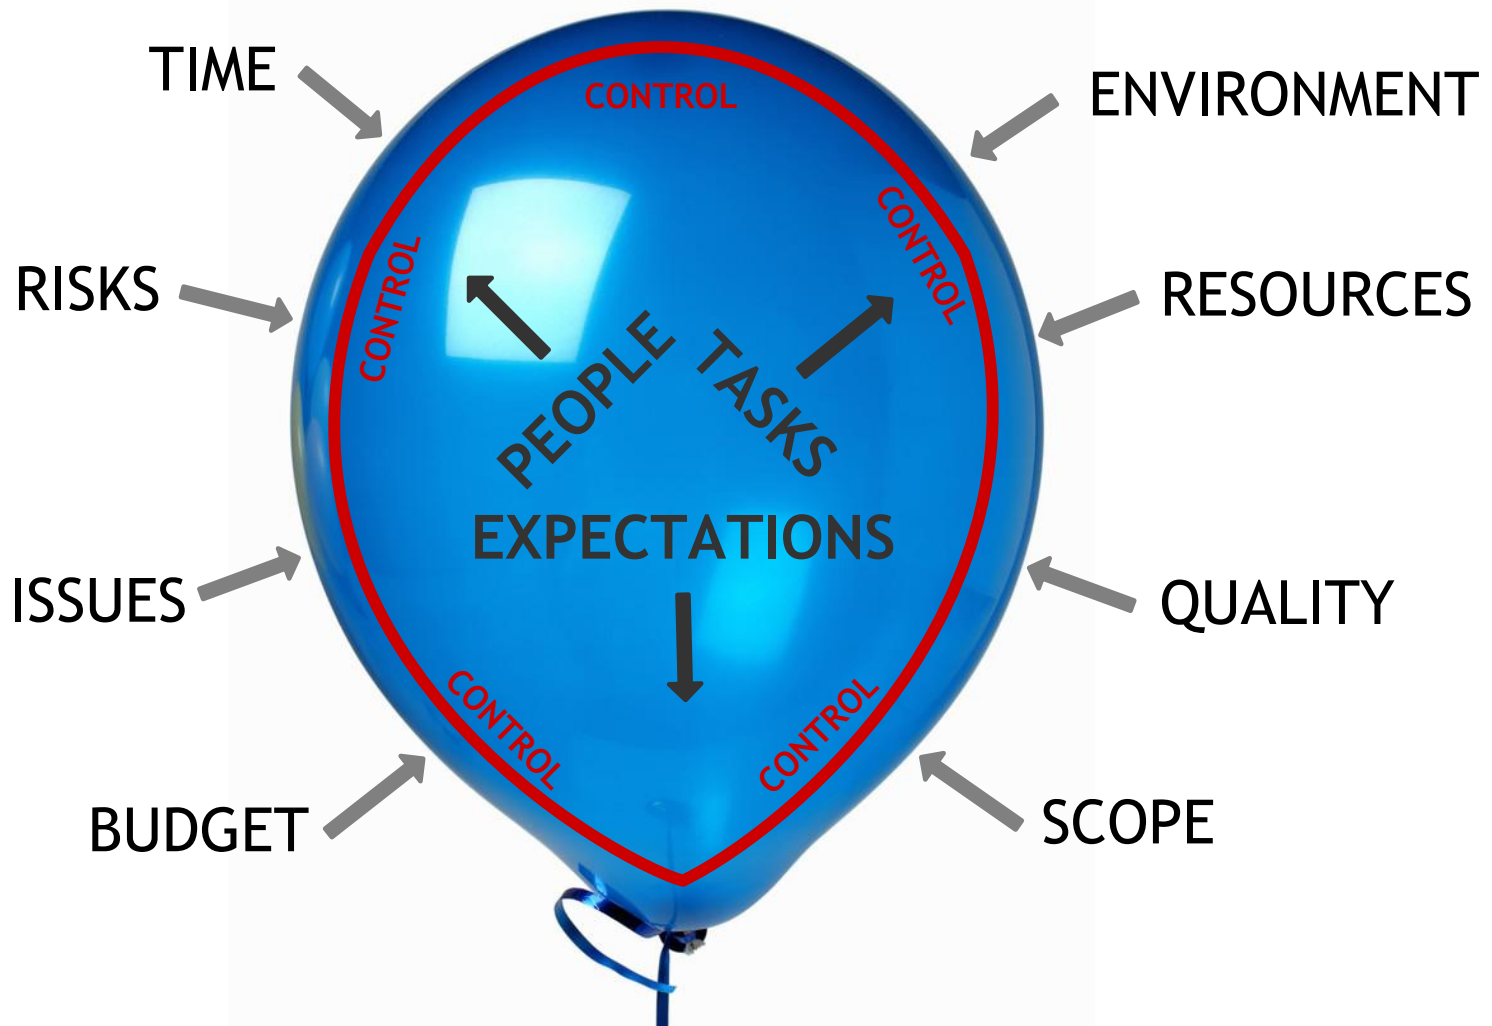 TIME
CONTROL
ENVIRONMENT
CONTROL
CONTROL
RISKS
RESOURCES
PEOPLE
TASKS
EXPECTATIONS
ISSUES
QUALITY
CONTROL
CONTROL
BUDGET
SCOPE